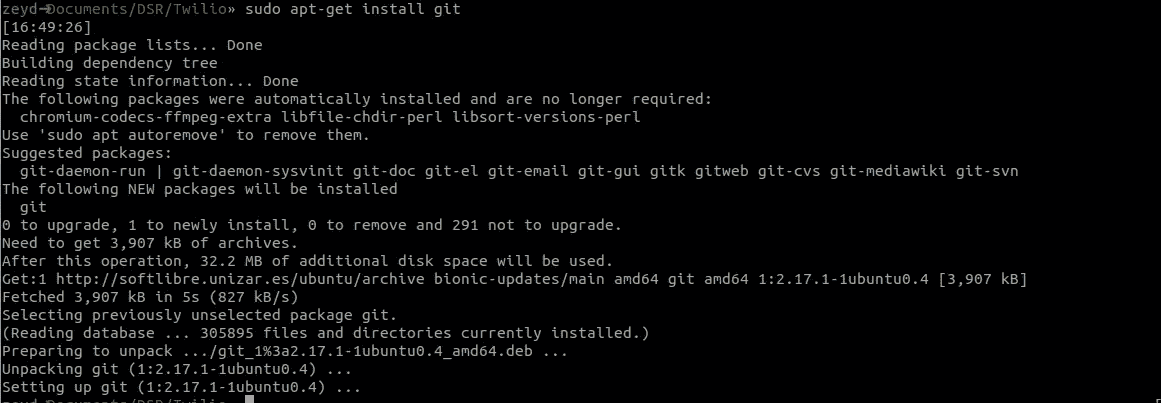 zeyd→Documents/DSR/Twilio» sudo apt-get install git
[16:49:26]
Reading package lists... Done
Building dependency tree
Reading state information... Done
The following packages were automatically installed and are no longer required:
  chromium-codecs-ffmpeg-extra libfile-chdir-perl libsort-versions-perl
Use 'sudo apt autoremove' to remove them.
Suggested packages:
  git-daemon-run | git-daemon-sysvinit git-doc git-el git-email git-gui gitk gitweb git-cvs git-mediawiki git-svn
The following NEW packages will be installed
  git
0 to upgrade, 1 to newly install, 0 to remove and 291 not to upgrade.
Need to get 3,907 kB of archives.
After this operation, 32.2 MB of additional disk space will be used.
Get:1 http://softlibre.unizar.es/ubuntu/archive bionic-updates/main amd64 git amd64 1:2.17.1-1ubuntu0.4 [3,907 kB]
Fetched 3,907 kB in 5s (827 kB/s)
Selecting previously unselected package git.
(Reading database ... 305895 files and directories currently installed.)
Preparing to unpack .../git_1%3a2.17.1-1ubuntu0.4_amd64.deb ...
Unpacking git (1:2.17.1-1ubuntu0.4) ...
Setting up git (1:2.17.1-1ubuntu0.4) ...
zeyd→Documents/DSR/Twilio